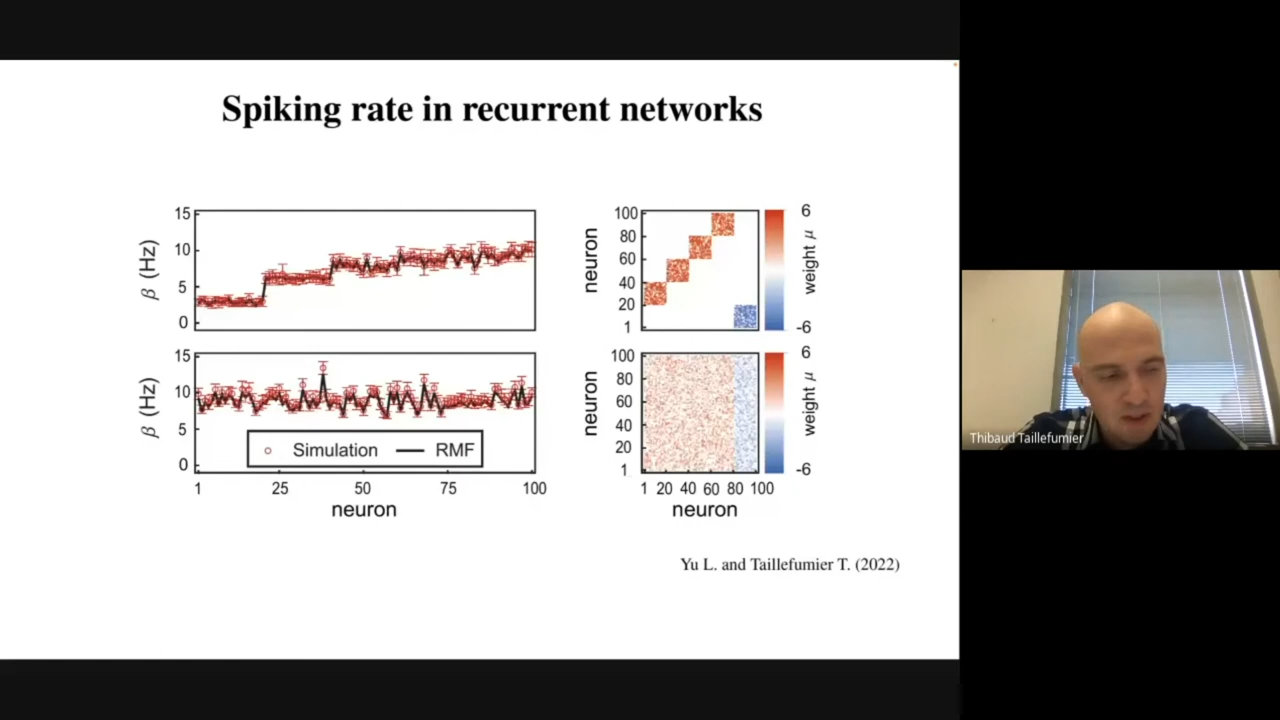 Spiking rate in recurrent networks
15
10
5
0
β (Hz)
100
80
60
40
20
1
neuron
6
-6
weight μ
15
10
5
0
β (Hz)
Simulation
RMF
1 25 50 75 100
neuron
100
80
60
40
20
1
neuron
1 20 40 60 80 100
neuron
6
-6
weight μ
Yu L. and Taillefumier T. (2022)
Thibaud Taillefumier